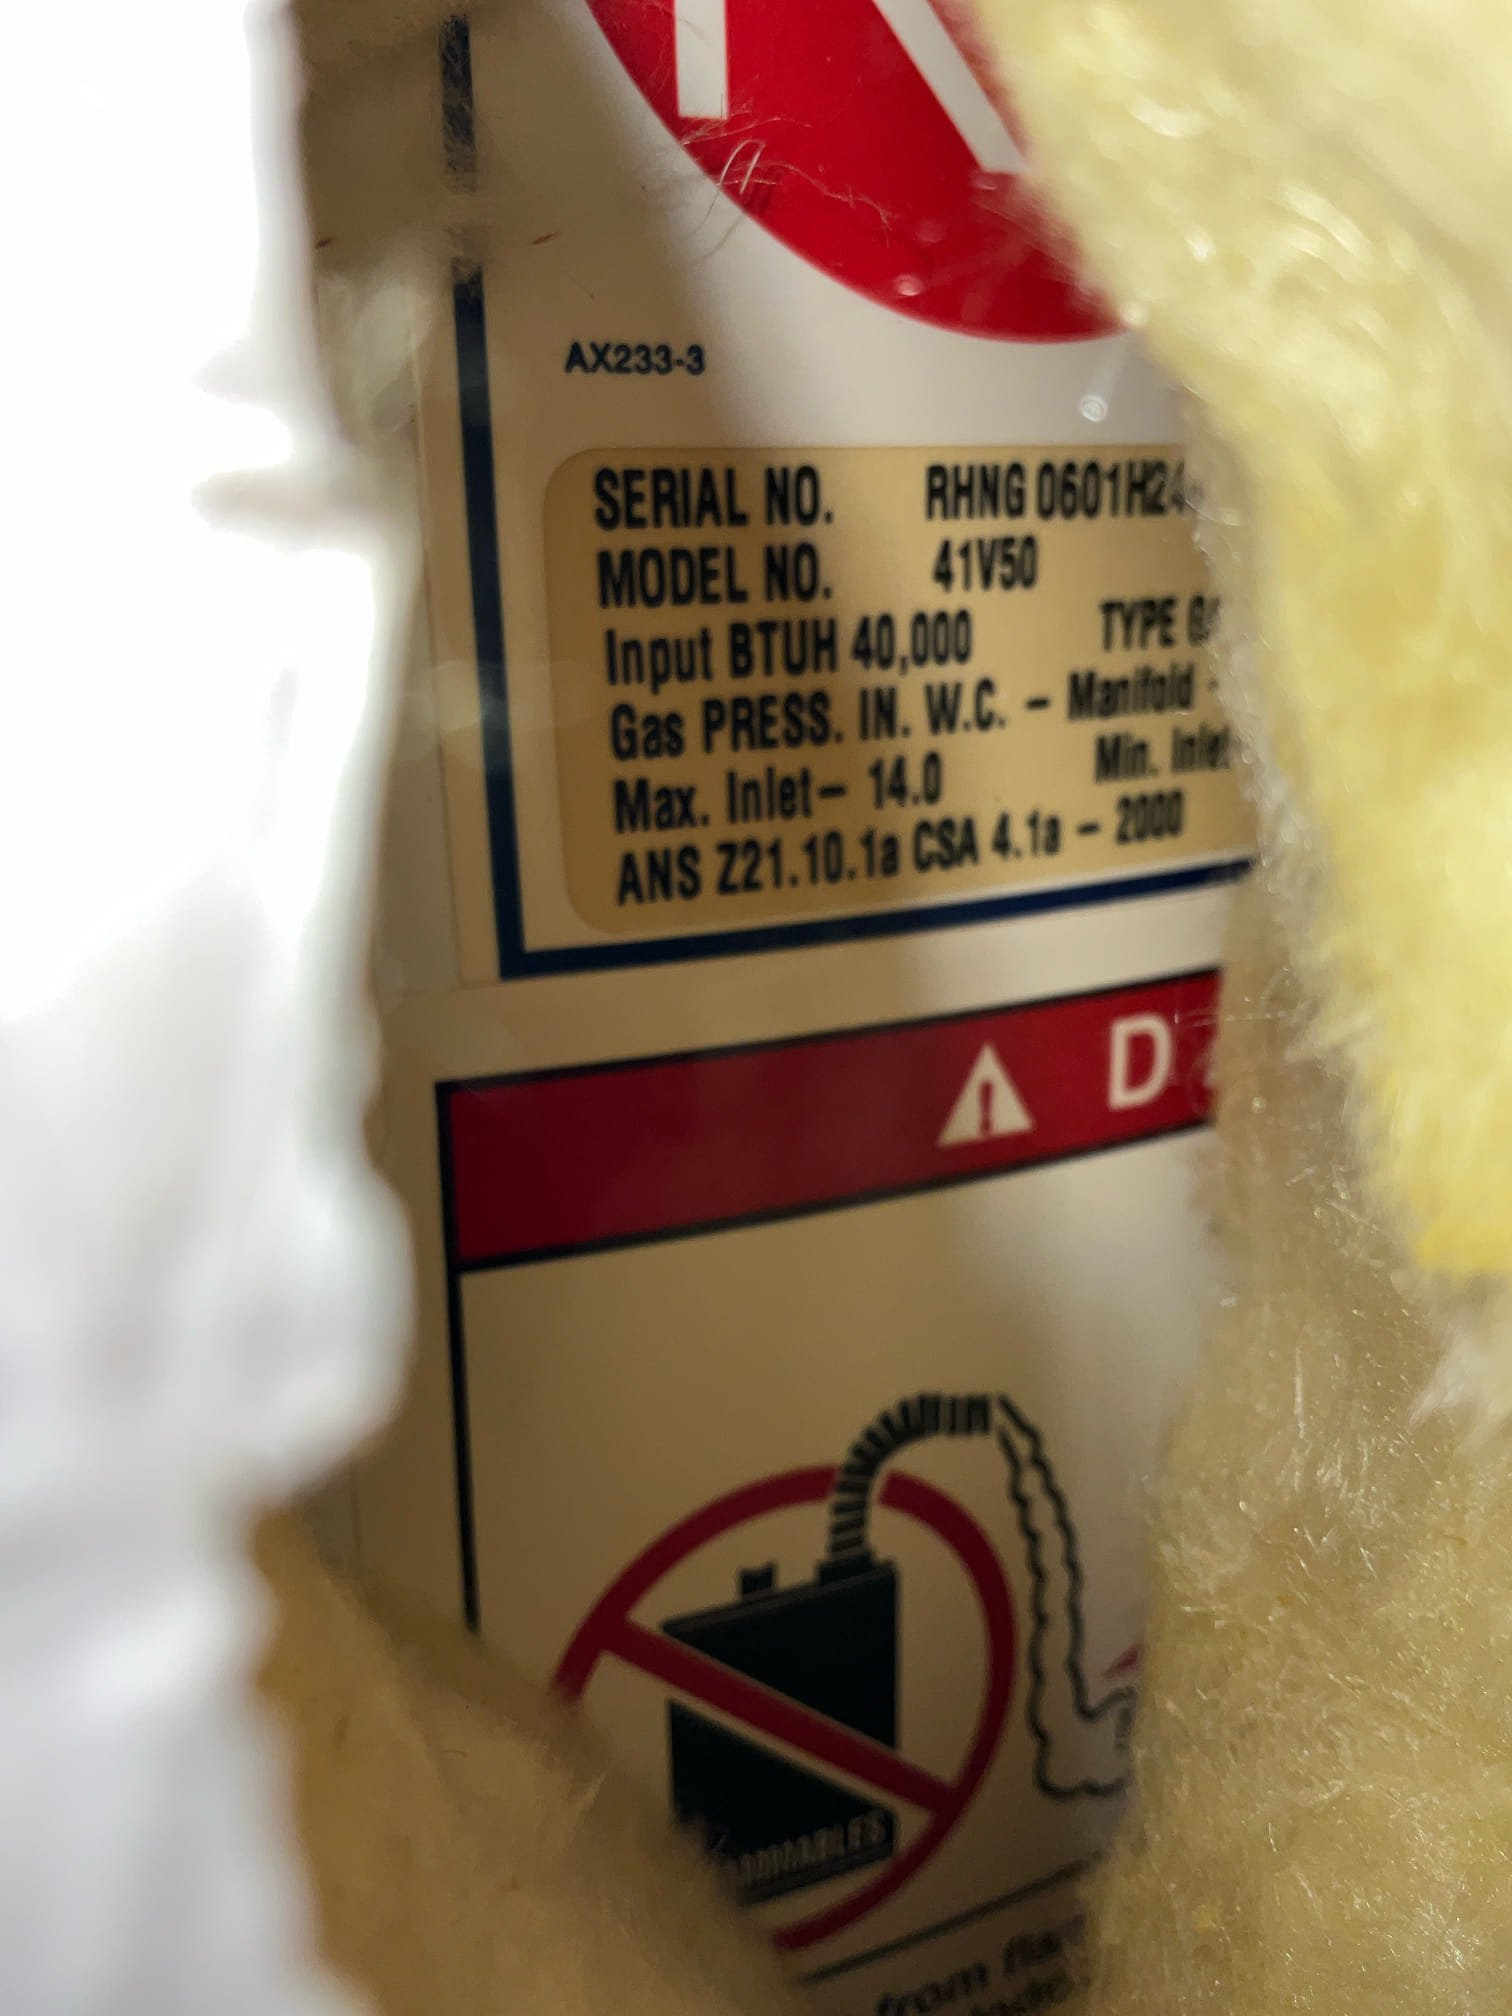 AX233-3
SERIAL NO. RHNG 0601H24
MODEL NO. 41V50
Input BTUH 40,000 TYPE
Gas PRESS. IN. W.C. – Manifold -
Max. Inlet– 14.0 Min. Inlet
ANS Z21.10.1a CSA 4.1a – 2000
from